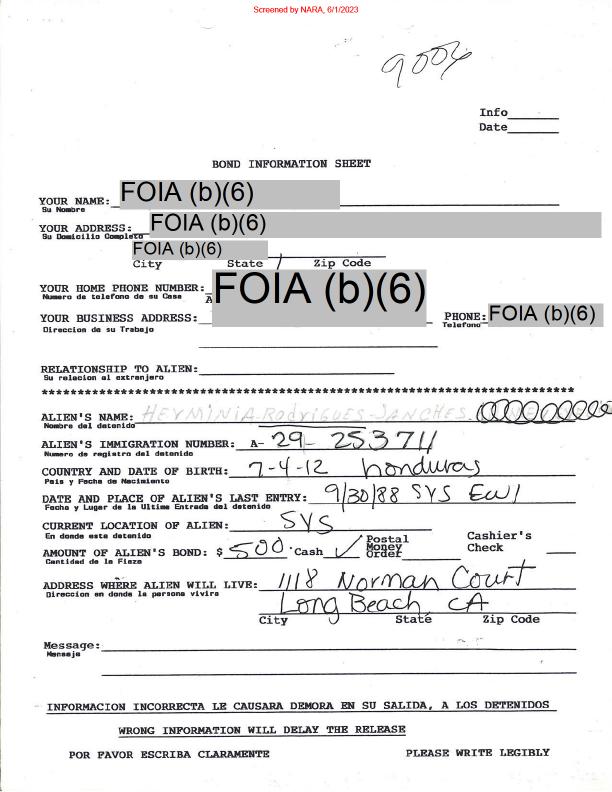 Screened by NARA, 6/1/2023
9006
Info
Date
BOND INFORMATION SHEET
YOUR NAME: FOIA (b)(6)
Su Nombre
YOUR ADDRESS: FOIA (b)(6)
Su Domicilio Completo
FOIA (b)(6)
City State / Zip Code
YOUR HOME PHONE NUMBER: FOIA (b)(6)
Numero de telefono de su Casa A
YOUR BUSINESS ADDRESS: PHONE: FOIA (b)(6)
Direccion de su Trabajo Telefono
RELATIONSHIP TO ALIEN:
Su relacion al extranjero
ALIEN'S NAME: HeyMINIA-Rodrigues-Sanches
Nombre del detenido
ALIEN'S IMMIGRATION NUMBER: A- 29- 253711
Numero de registro del detenido
COUNTRY AND DATE OF BIRTH: 7-4-12 honduras
Pais y Fecha de Nacimiento
DATE AND PLACE OF ALIEN'S LAST ENTRY: 9/30/88 SYS EWI
Fecha y Lugar de la Ultima Entrada del detenido
CURRENT LOCATION OF ALIEN: SYS
En donde esta detenido
AMOUNT OF ALIEN'S BOND: $ 500. Cash ✓ Postal Money Order Cashier's Check
Cantidad de la Fieza
ADDRESS WHERE ALIEN WILL LIVE: 1118 Norman Court
Direccion en donde la persona vivira
Long Beach, CA
City State Zip Code
Message:
Mensaje
INFORMACION INCORRECTA LE CAUSARA DEMORA EN SU SALIDA, A LOS DETENIDOS
WRONG INFORMATION WILL DELAY THE RELEASE
POR FAVOR ESCRIBA CLARAMENTE PLEASE WRITE LEGIBLY